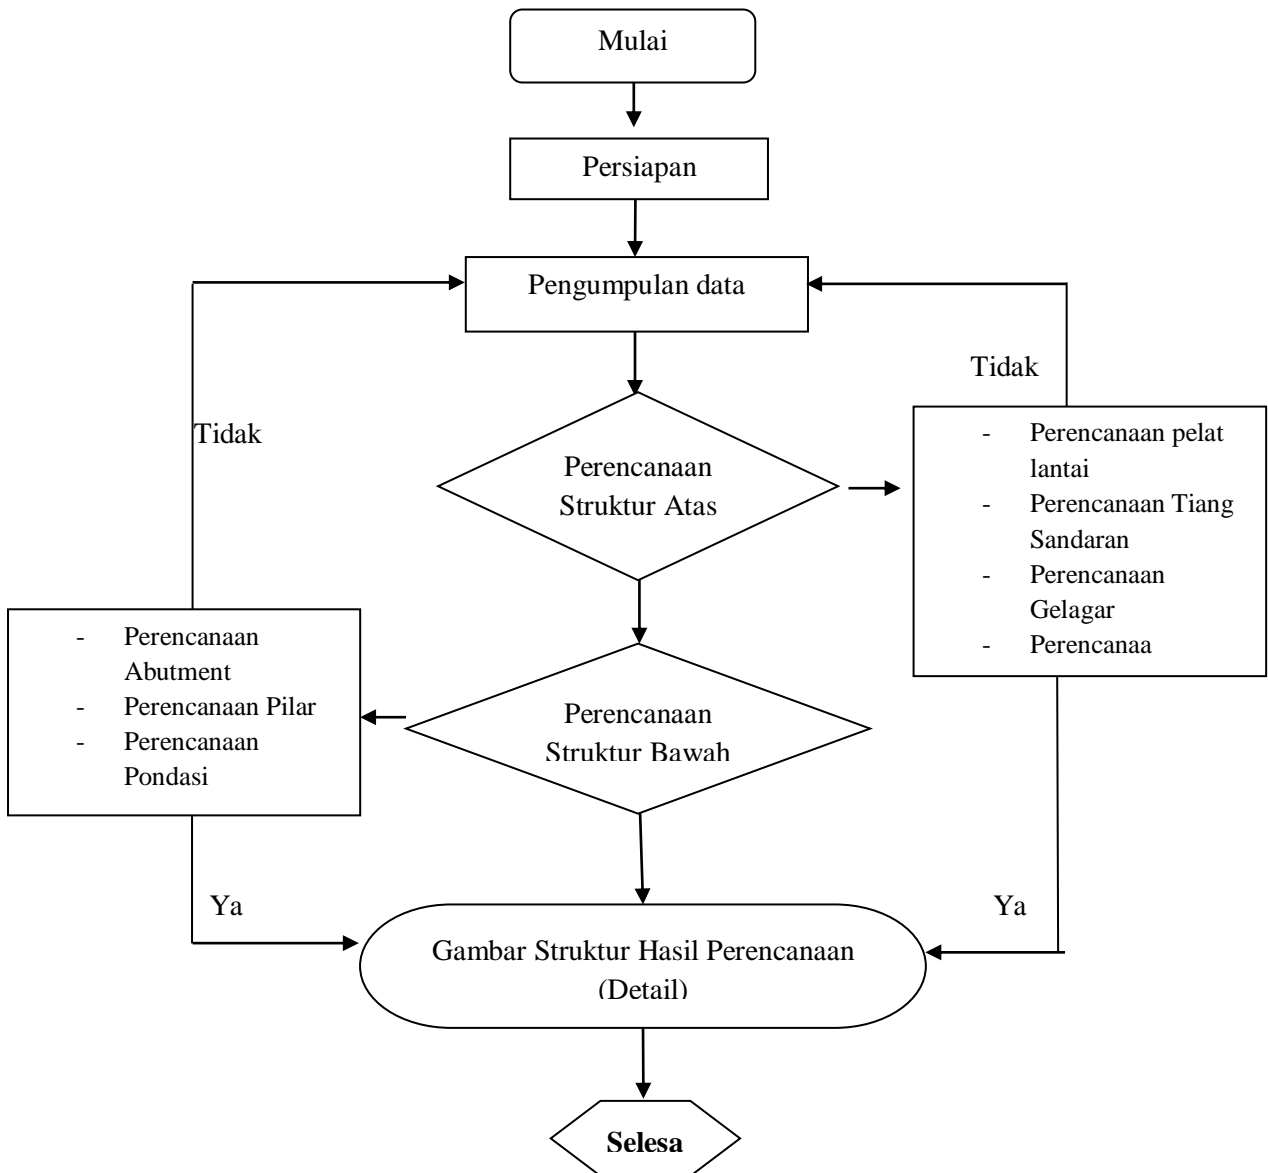 Mulai
Persiapan
Pengumpulan data
Tidak
Tidak
Perencanaan
Struktur Atas
- Perencanaan pelat
lantai
- Perencanaan Tiang
Sandaran
- Perencanaan
Gelagar
- Perencanaa
- Perencanaan
Abutment
- Perencanaan Pilar
- Perencanaan
Pondasi
Perencanaan
Struktur Bawah
Ya
Ya
Gambar Struktur Hasil Perencanaan
(Detail)
Selesa